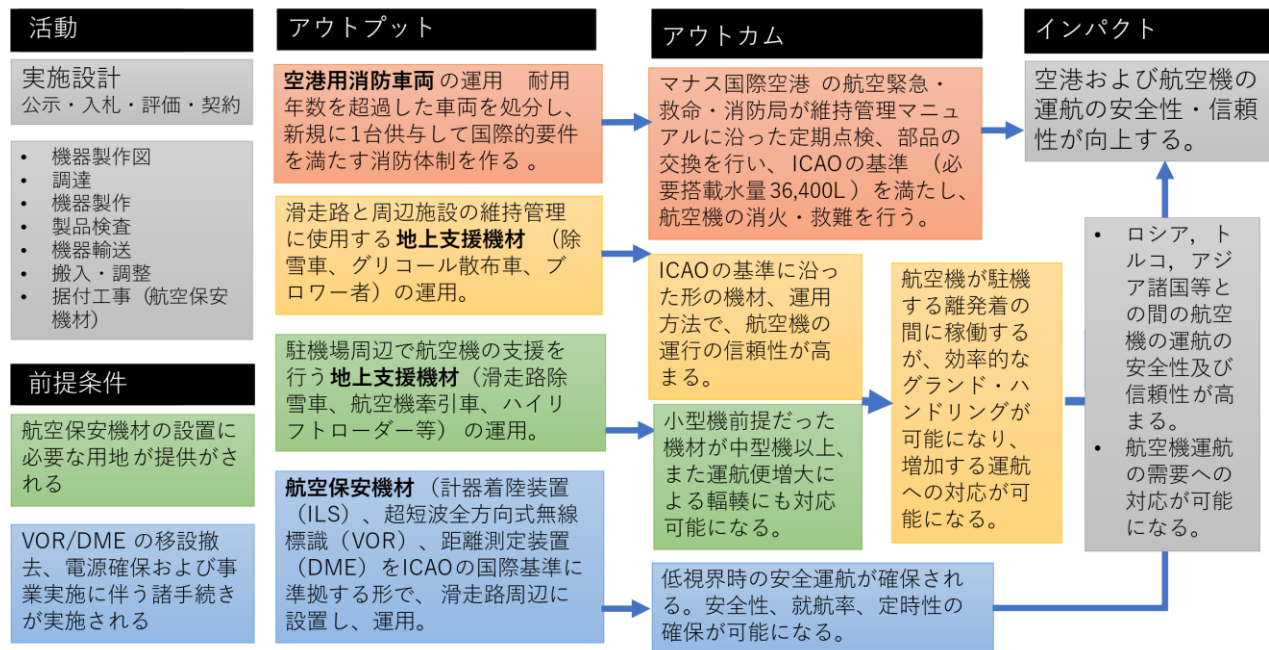 活動
実施設計
公示・入札・評価・契約
• 機器製作図
• 調達
• 機器製作
• 製品検査
• 機器輸送
• 搬入・調整
• 据付工事（航空保安
機材）
前提条件
航空保安機材の設置に
必要な用地が提供がさ
れる
VOR/DME の移設撤
去、電源確保および事
業実施に伴う諸手続き
が実施される
アウトプット
空港用消防車両 の運用　耐用
年数を超過した車両を処分し、
新規に1台供与して国際的要件
を満たす消防体制を作る 。
滑走路と周辺施設の維持管理
に使用する地上支援機材 （除
雪車、グリコール散布車、ブ
ロワー者）の運用。
駐機場周辺で航空機の支援を
行う地上支援機材（滑走路除
雪車、航空機牽引車、ハイリ
フトローダー等） の運用。
航空保安機材 （計器着陸装置
（ILS）、超短波全方向式無線
標識（VOR）、距離測定装置
（DME）をICAOの国際基準に
準拠する形で、滑走路周辺に
設置し、運用。
アウトカム
マナス国際空港 の航空緊急・
救命・消防局が維持管理マニュ
アルに沿った定期点検、部品の
交換を行い、ICAOの基準 （必
要搭載水量 36,400L ）を満たし、
航空機の消火・救難を行う。
ICAOの基準に沿っ
た形の機材、運用
方法で、航空機の
運行の信頼性が高
まる。
小型機前提だった
機材が中型機以上、
また運航便増大に
よる輻輳にも対応
可能になる。
航空機が駐機
する離発着の
間に稼働する
が、効率的な
グランド・ハ
ンドリングが
可能になり、
増加する運航
への対応が可
能になる。
低視界時の安全運航が確保され
る。安全性、就航率、定時性の
確保が可能になる。
インパクト
空港および航空機の
運航の安全性・信頼
性が向上する。
• ロシア，ト
ルコ，アジ
ア諸国等と
の間の航空
機の運航の
安全性及び
信頼性が高
まる。
• 航空機運航
の需要への
対応が可能
になる。